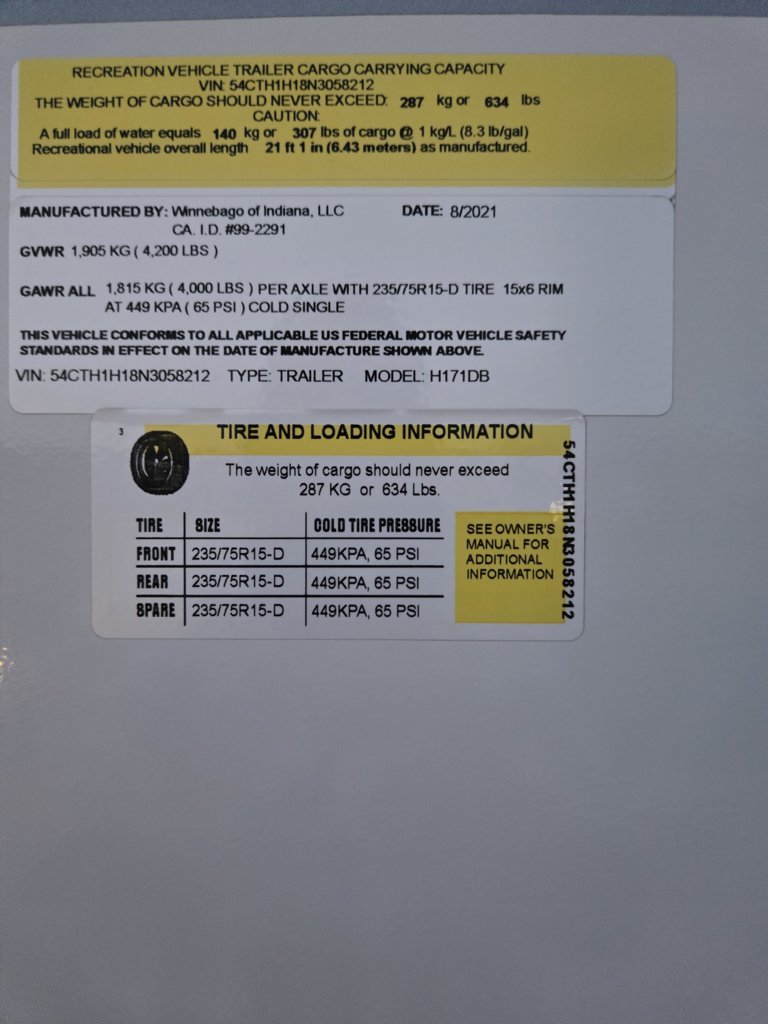 RECREATION VEHICLE TRAILER CARGO CARRYING CAPACITY
VIN: 54CTH1H18N3058212
THE WEIGHT OF CARGO SHOULD NEVER EXCEED: 287 kg or 634 lbs
CAUTION:
A full load of water equals 140 kg or 307 lbs of cargo @ 1 kg/L (8.3 lb/gal)
Recreational vehicle overall length 21 ft 1 in (6.43 meters) as manufactured.
MANUFACTURED BY: Winnebago of Indiana, LLC DATE: 8/2021
CA. I.D. #99-2291
GVWR 1,905 KG ( 4,200 LBS )
GAWR ALL 1,815 KG ( 4,000 LBS ) PER AXLE WITH 235/75R15-D TIRE 15x6 RIM
AT 449 KPA ( 65 PSI ) COLD SINGLE
THIS VEHICLE CONFORMS TO ALL APPLICABLE US FEDERAL MOTOR VEHICLE SAFETY
STANDARDS IN EFFECT ON THE DATE OF MANUFACTURE SHOWN ABOVE.
VIN: 54CTH1H18N3058212 TYPE: TRAILER MODEL: H171DB
3
TIRE AND LOADING INFORMATION
The weight of cargo should never exceed
287 KG or 634 Lbs.
TIRE SIZE COLD TIRE PRESSURE
FRONT 235/75R15-D 449KPA, 65 PSI
REAR 235/75R15-D 449KPA, 65 PSI
SPARE 235/75R15-D 449KPA, 65 PSI
SEE OWNER'S
MANUAL FOR
ADDITIONAL
INFORMATION
54CTH1H18N3058212